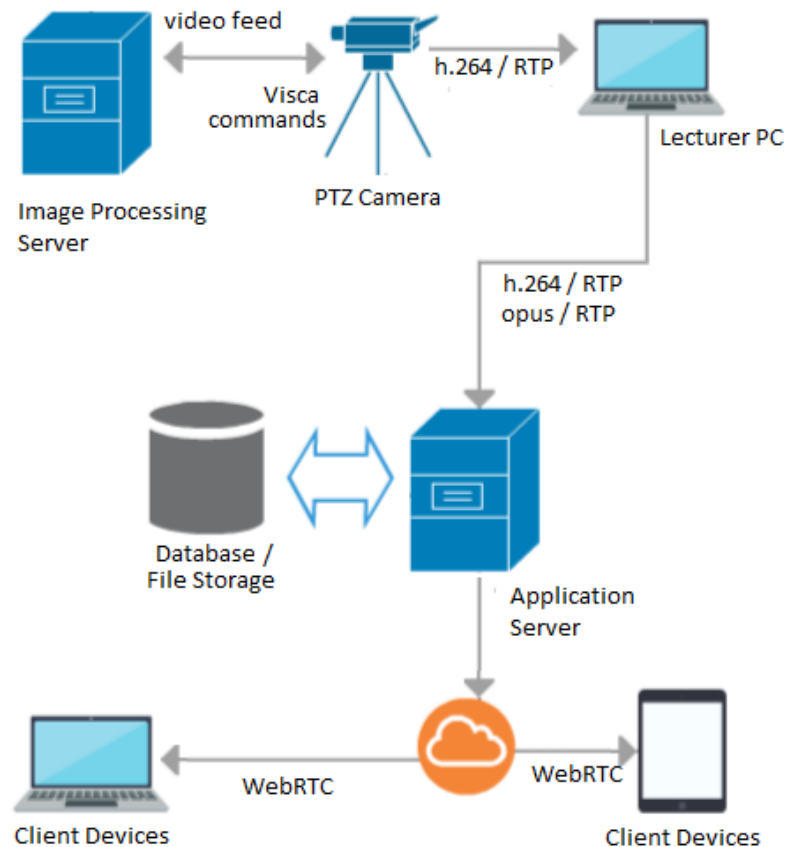 video feed
Visca
commands
h.264 / RTP
Lecturer PC
PTZ Camera
Image Processing
Server
h.264 / RTP
opus / RTP
Database /
File Storage
Application
Server
WebRTC
WebRTC
Client Devices
Client Devices